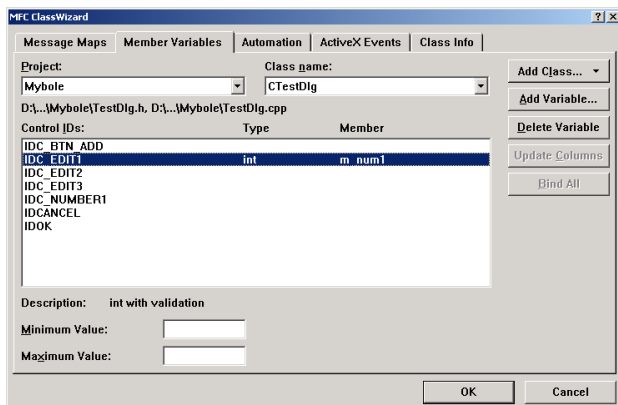 MFC ClassWizard
Message Maps Member Variables Automation ActiveX Events Class Info
Project: Class name:
Mybole CTestDlg
Add Class...
D:\...\Mybole\TestDlg.h, D:\...\Mybole\TestDlg.cpp
Add Variable...
Control IDs: Type Member
Delete Variable
IDC_BTN_ADD
IDC_EDIT1 int m_num1
Update Columns
IDC_EDIT2
IDC_EDIT3
Bind All
IDC_NUMBER1
IDCANCEL
IDOK
Description: int with validation
Minimum Value:
Maximum Value:
OK Cancel